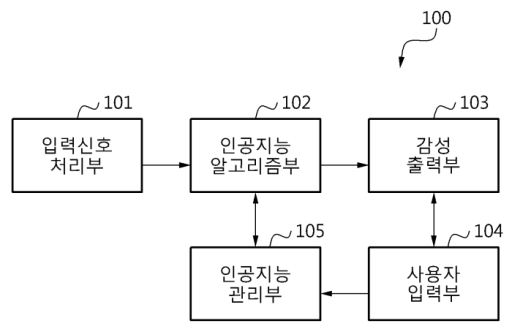 100
101
입력신호
처리부
102
인공지능
알고리즘부
103
감성
출력부
105
인공지능
관리부
104
사용자
입력부